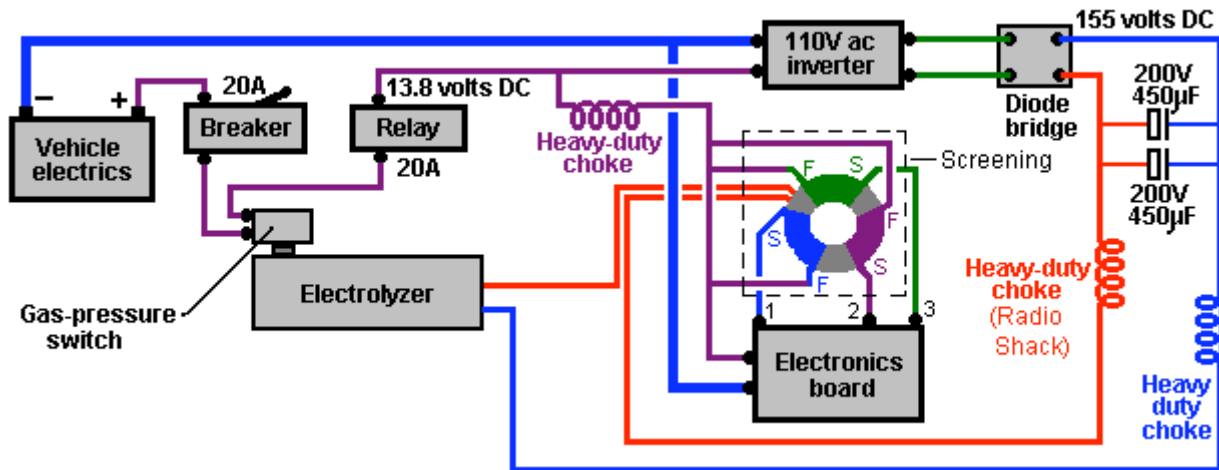 155 volts DC
110V ac
inverter
200V
450µF
Diode
bridge
– +
20A
13.8 volts DC
Breaker
Relay
Vehicle
electrics
Heavy-duty
choke
20A
Screening
F S
200V
450µF
S F
S
F
Heavy-duty
choke
(Radio
Shack)
Electrolyzer
Gas-pressure
switch
1 2 3
Electronics
board
Heavy
duty
choke